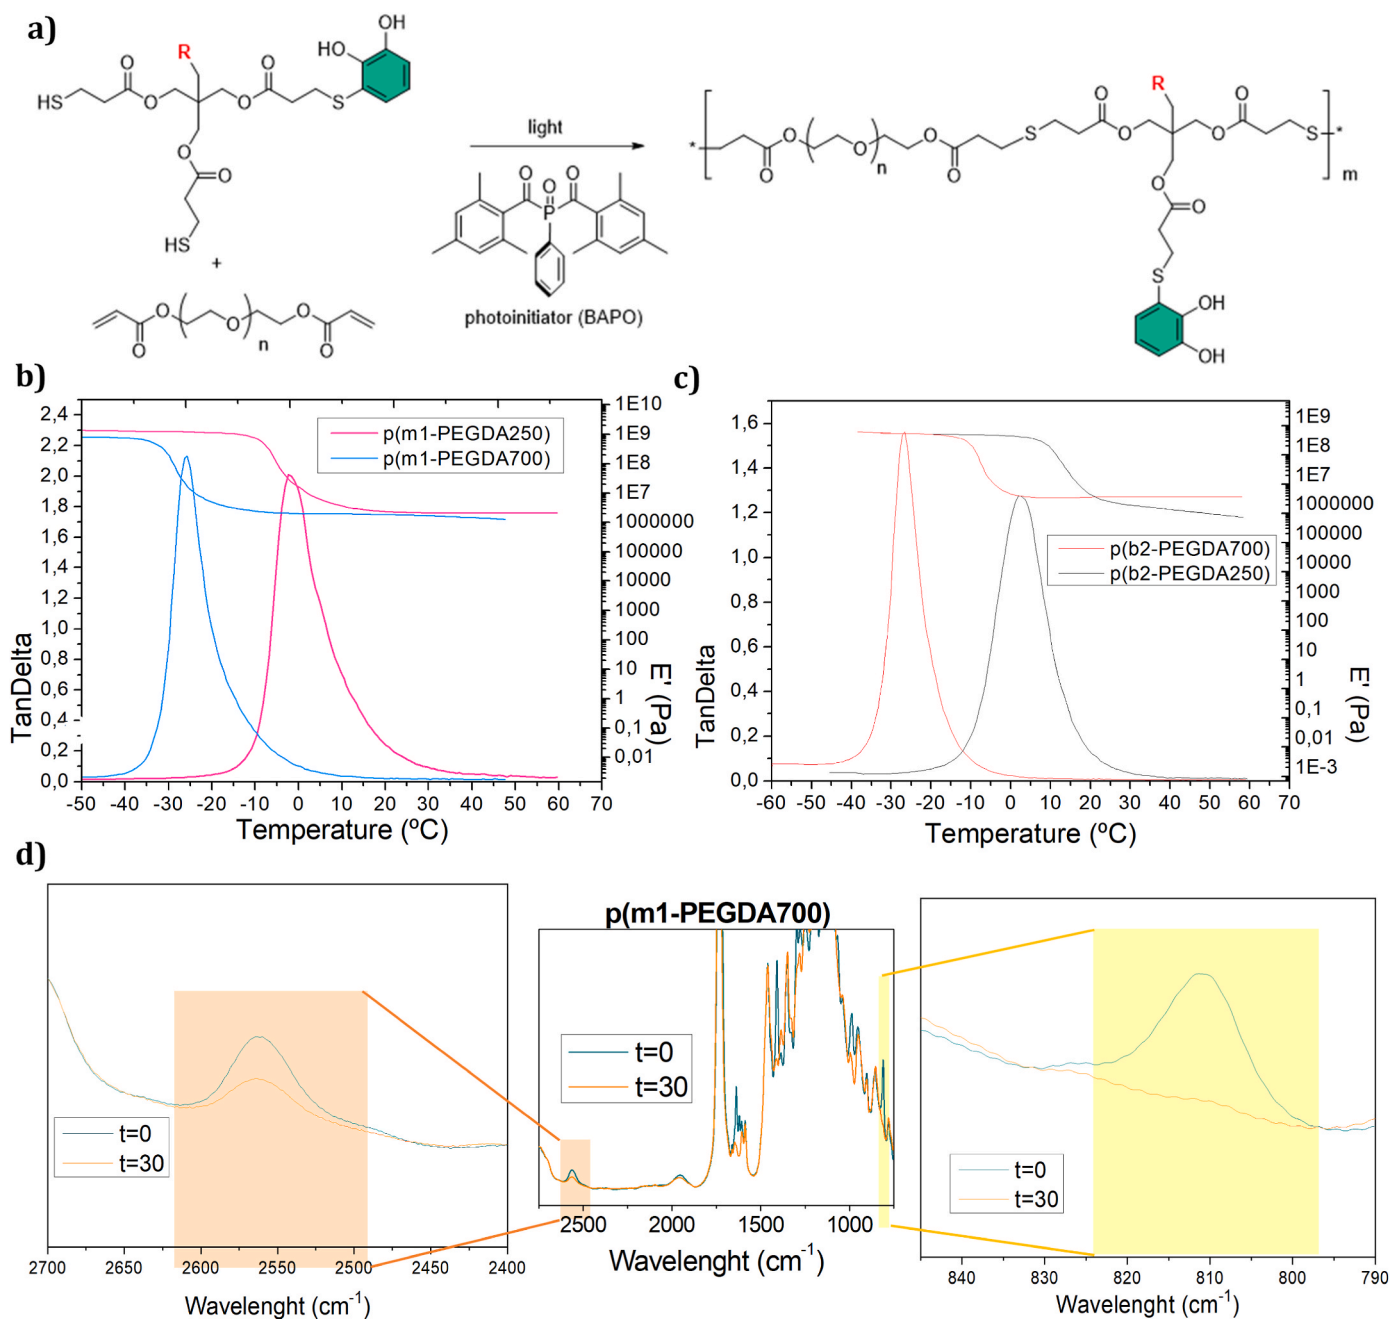 a)
OH
HO
R
O
O
HS
O
O
S
O
O
HS
+
O
O
O
O
O
n
light
O
O
O
P
photoinitiator (BAPO)
R
O
O
*
O
O
O
S
O
O
S
*
O
n
O
O
m
O
O
S
OH
OH
b)
2,4
2,2
2,0
1,8
1,6
1,4
1,2
1,0
0,8
0,6
0,4
0,2
0,0
TanDelta
p(m1-PEGDA250)
p(m1-PEGDA700)
1E10
1E9
1E8
1E7
1000000
100000
10000
1000
100
10
1
0,1
0,01
E' (Pa)
-50 -40 -30 -20 -10 0 10 20 30 40 50 60 70
Temperature (ºC)
c)
1,6
1,4
1,2
1,0
0,8
0,6
0,4
0,2
0,0
TanDelta
p(b2-PEGDA700)
p(b2-PEGDA250)
1E9
1E8
1E7
1000000
100000
10000
1000
100
10
1
0,1
0,01
1E-3
E' (Pa)
-60 -50 -40 -30 -20 -10 0 10 20 30 40 50 60 70
Temperature (ºC)
d)
t=0
t=30
2700 2650 2600 2550 2500 2450 2400
Wavelenght (cm-1)
p(m1-PEGDA700)
t=0
t=30
2500 2000 1500 1000
Wavelenght (cm-1)
t=0
t=30
840 830 820 810 800 790
Wavelenght (cm-1)